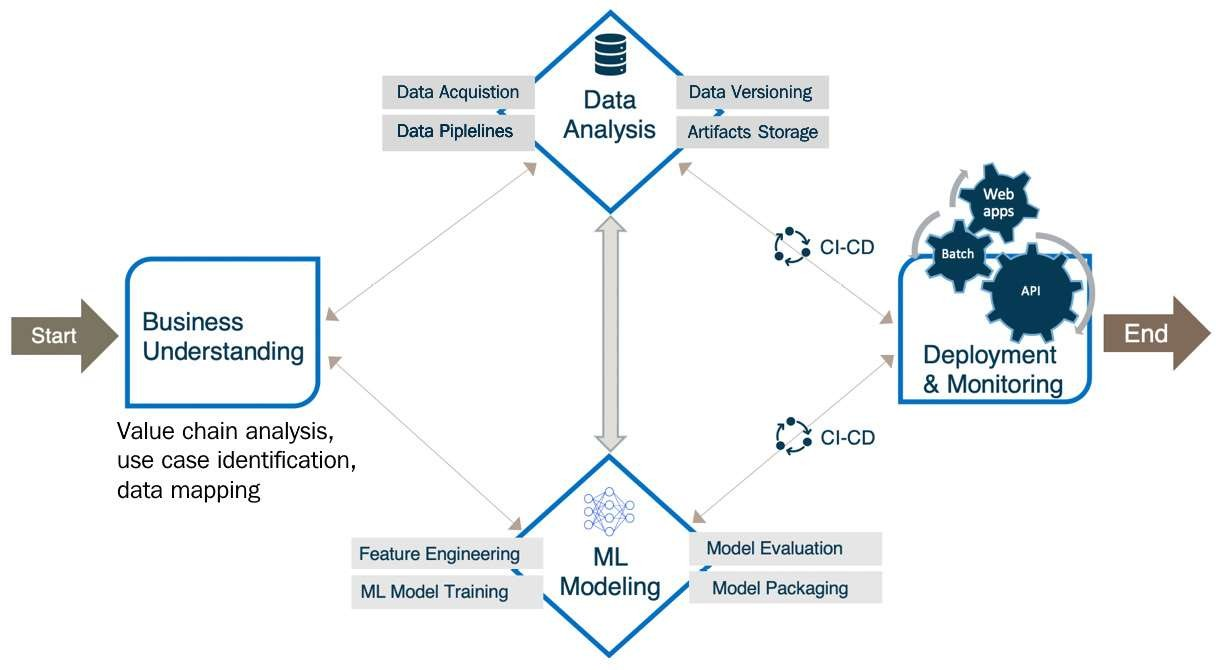 Data
Analysis
Data Acquistion
Data Piplelines
Data Versioning
Artifacts Storage
Web
apps
Batch
API
CI-CD
Start
Business
Understanding
Deployment
& Monitoring
End
Value chain analysis,
use case identification,
data mapping
CI-CD
ML
Modeling
Feature Engineering
ML Model Training
Model Evaluation
Model Packaging